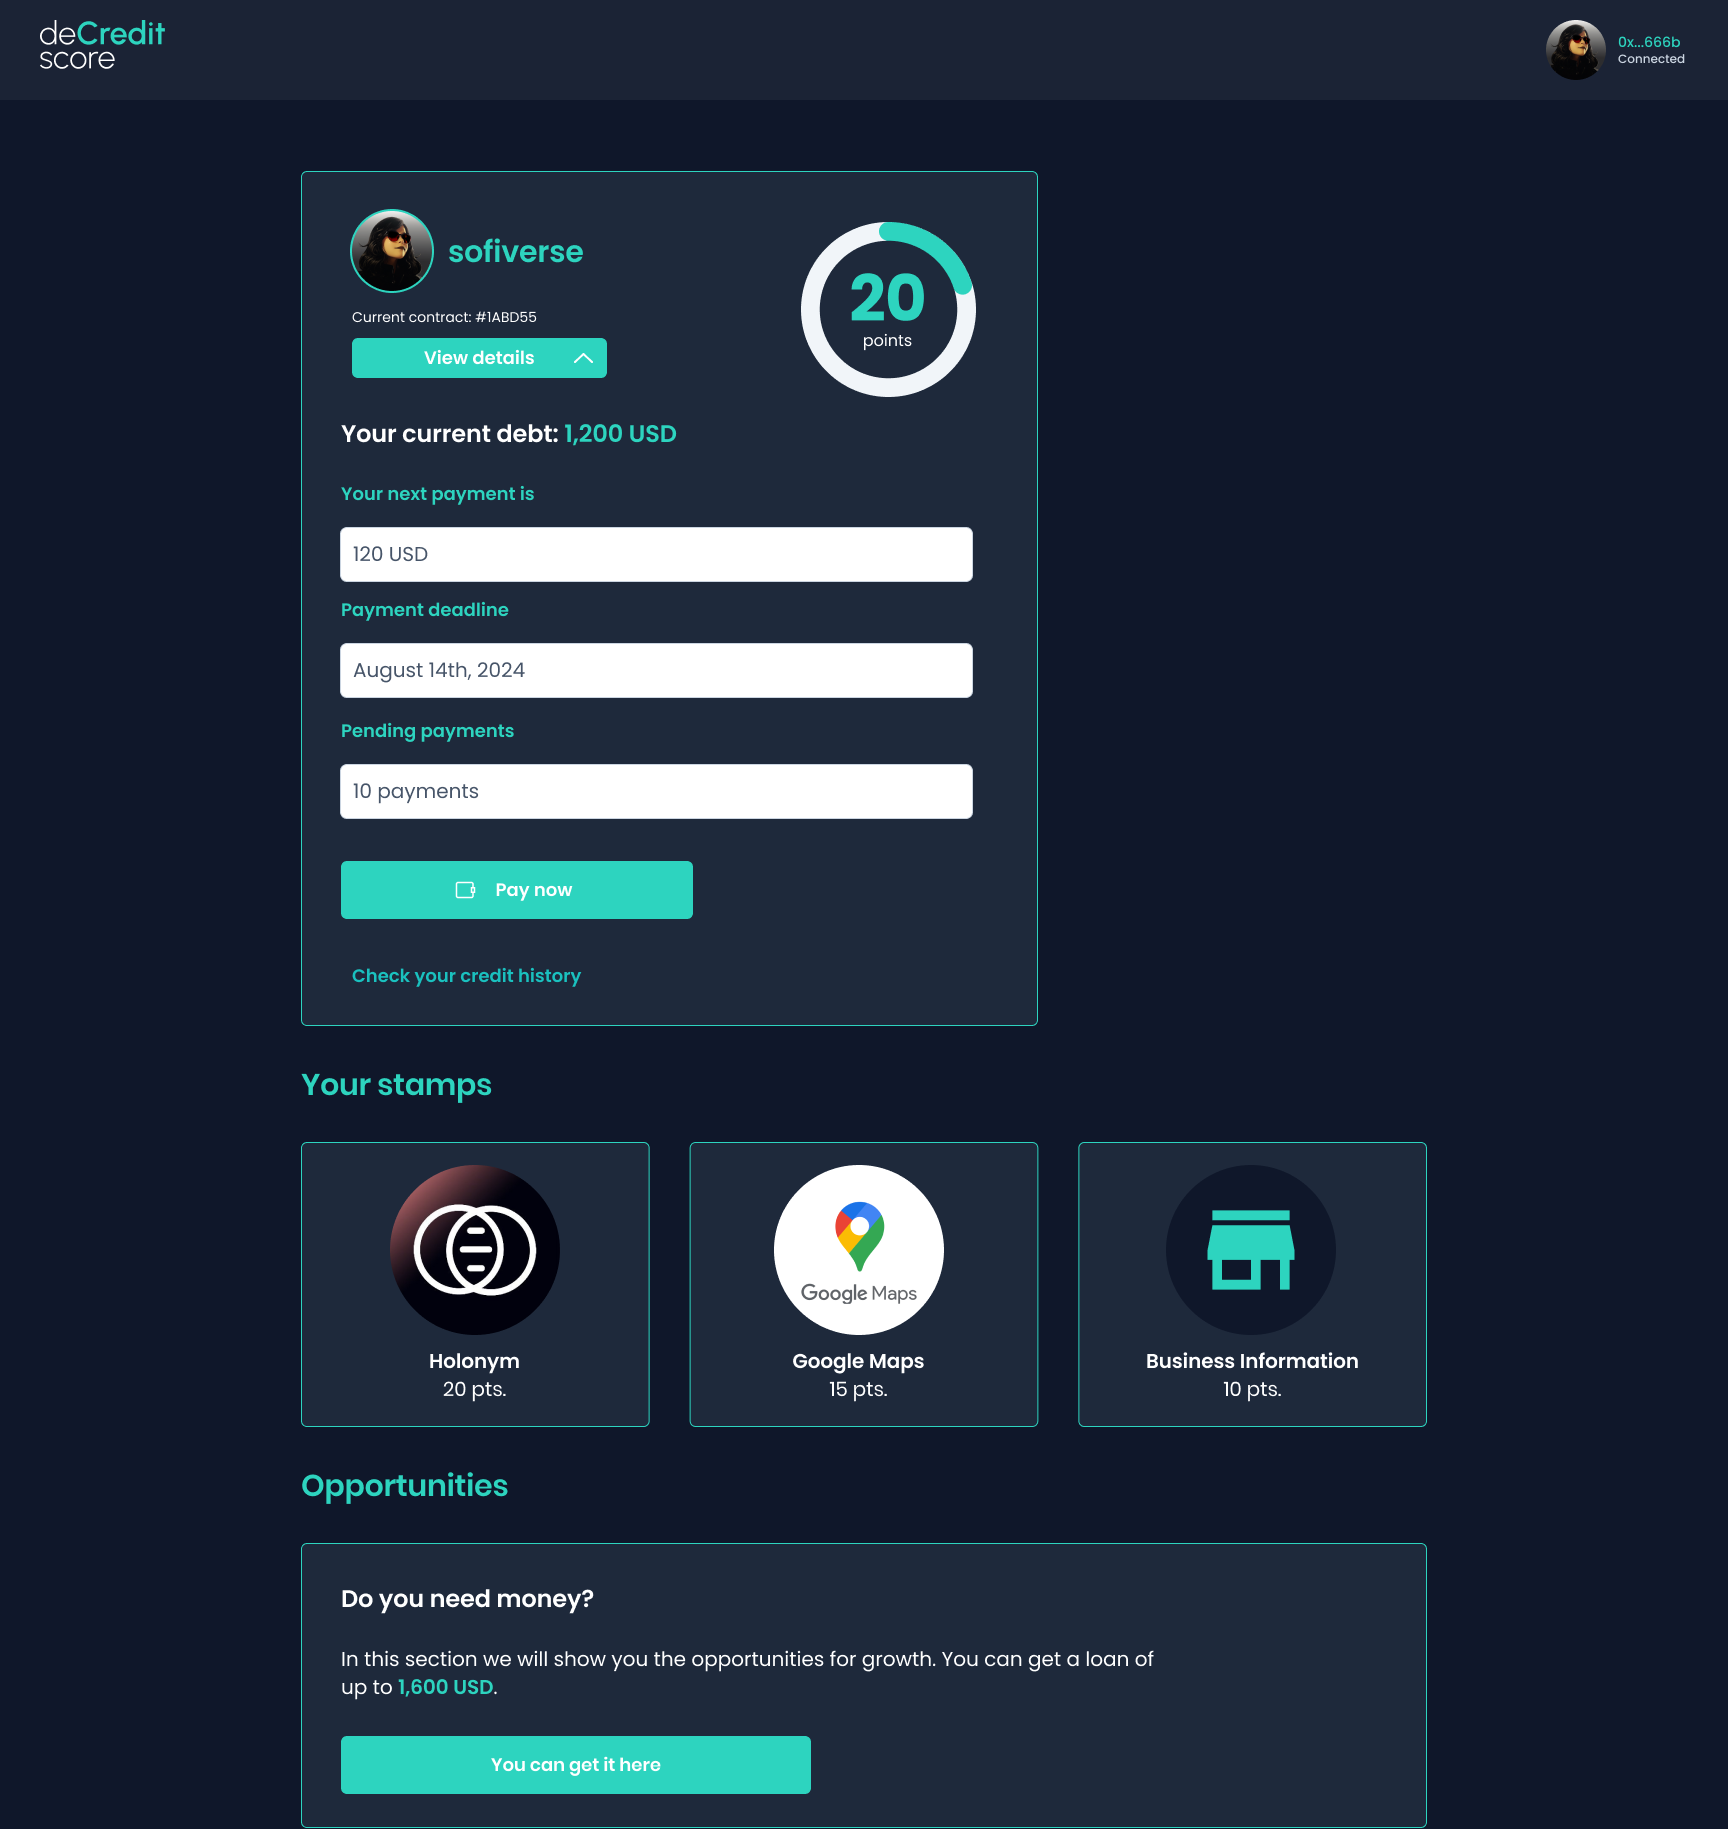 deCredit
score
0x...666b
Connected
sofiverse
20
points
Current contract: #1ABD55
View details
Your current debt: 1,200 USD
Your next payment is
120 USD
Payment deadline
August 14th, 2024
Pending payments
10 payments
Pay now
Check your credit history
Your stamps
Google Maps
Holonym
20 pts.
Google Maps
15 pts.
Business Information
10 pts.
Opportunities
Do you need money?
In this section we will show you the opportunities for growth. You can get a loan of
up to 1,600 USD.
You can get it here